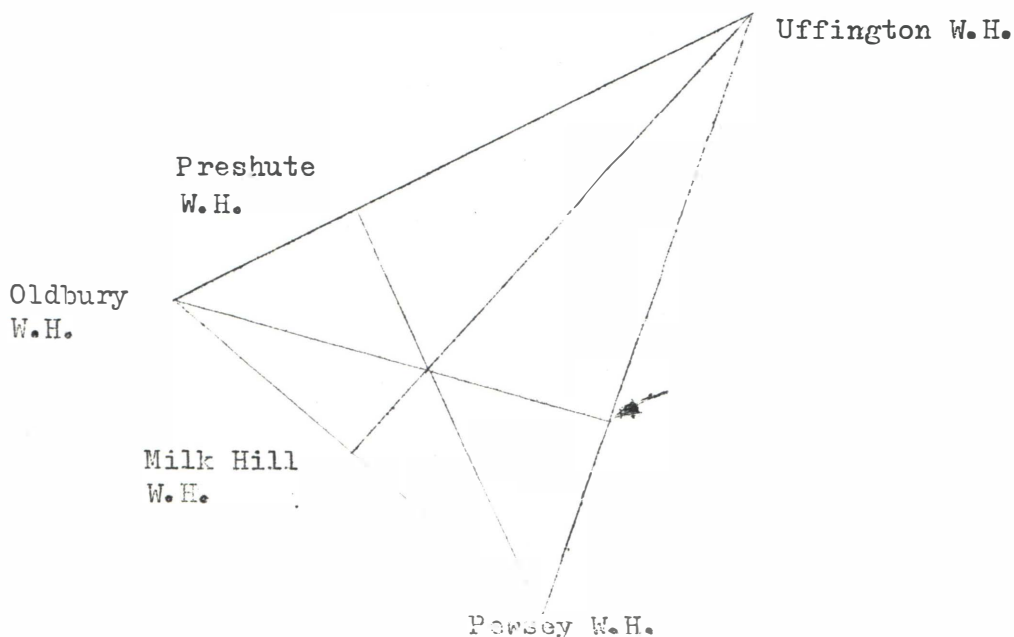 Uffington W.H.
Preshute
W.H.
Oldbury
W.H.
Milk Hill
W.H.
Pewsey W.H.